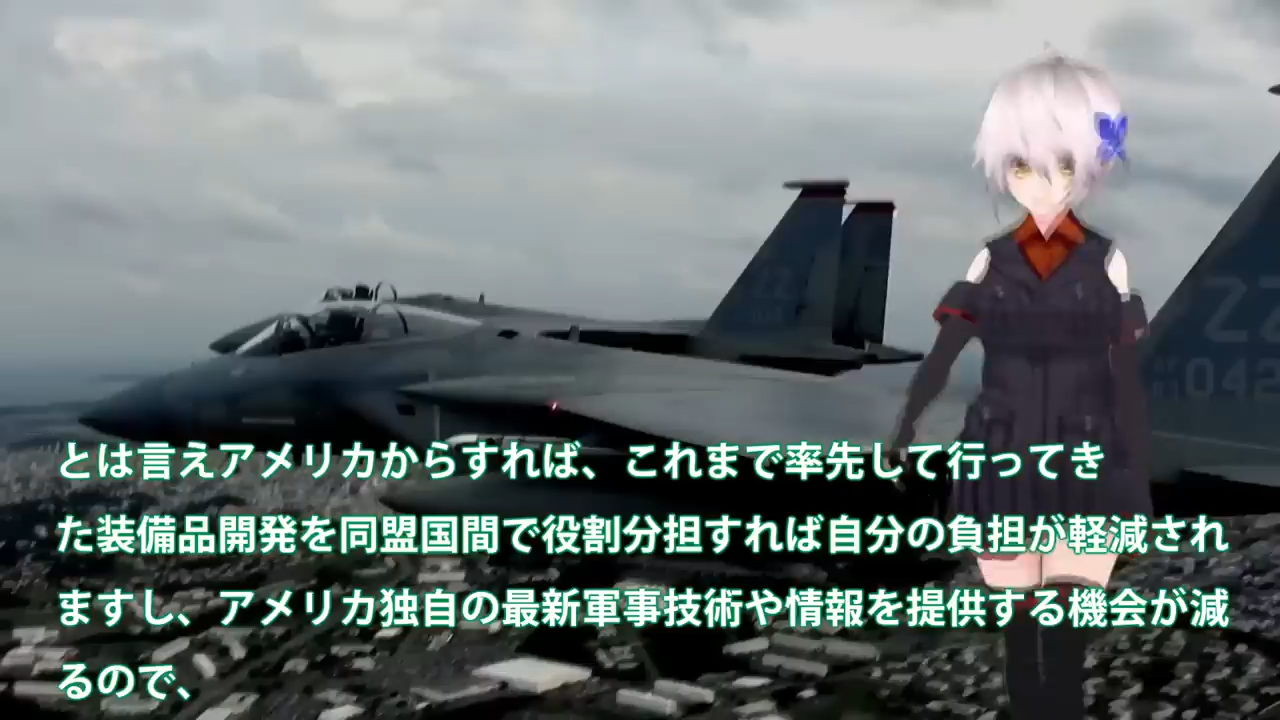 ZZ
ZZ
042
とは言えアメリカからすれば、これまで率先して行ってき
た装備品開発を同盟国間で役割分担すれば自分の負担が軽減され
ますし、アメリカ独自の最新軍事技術や情報を提供する機会が減
るので、